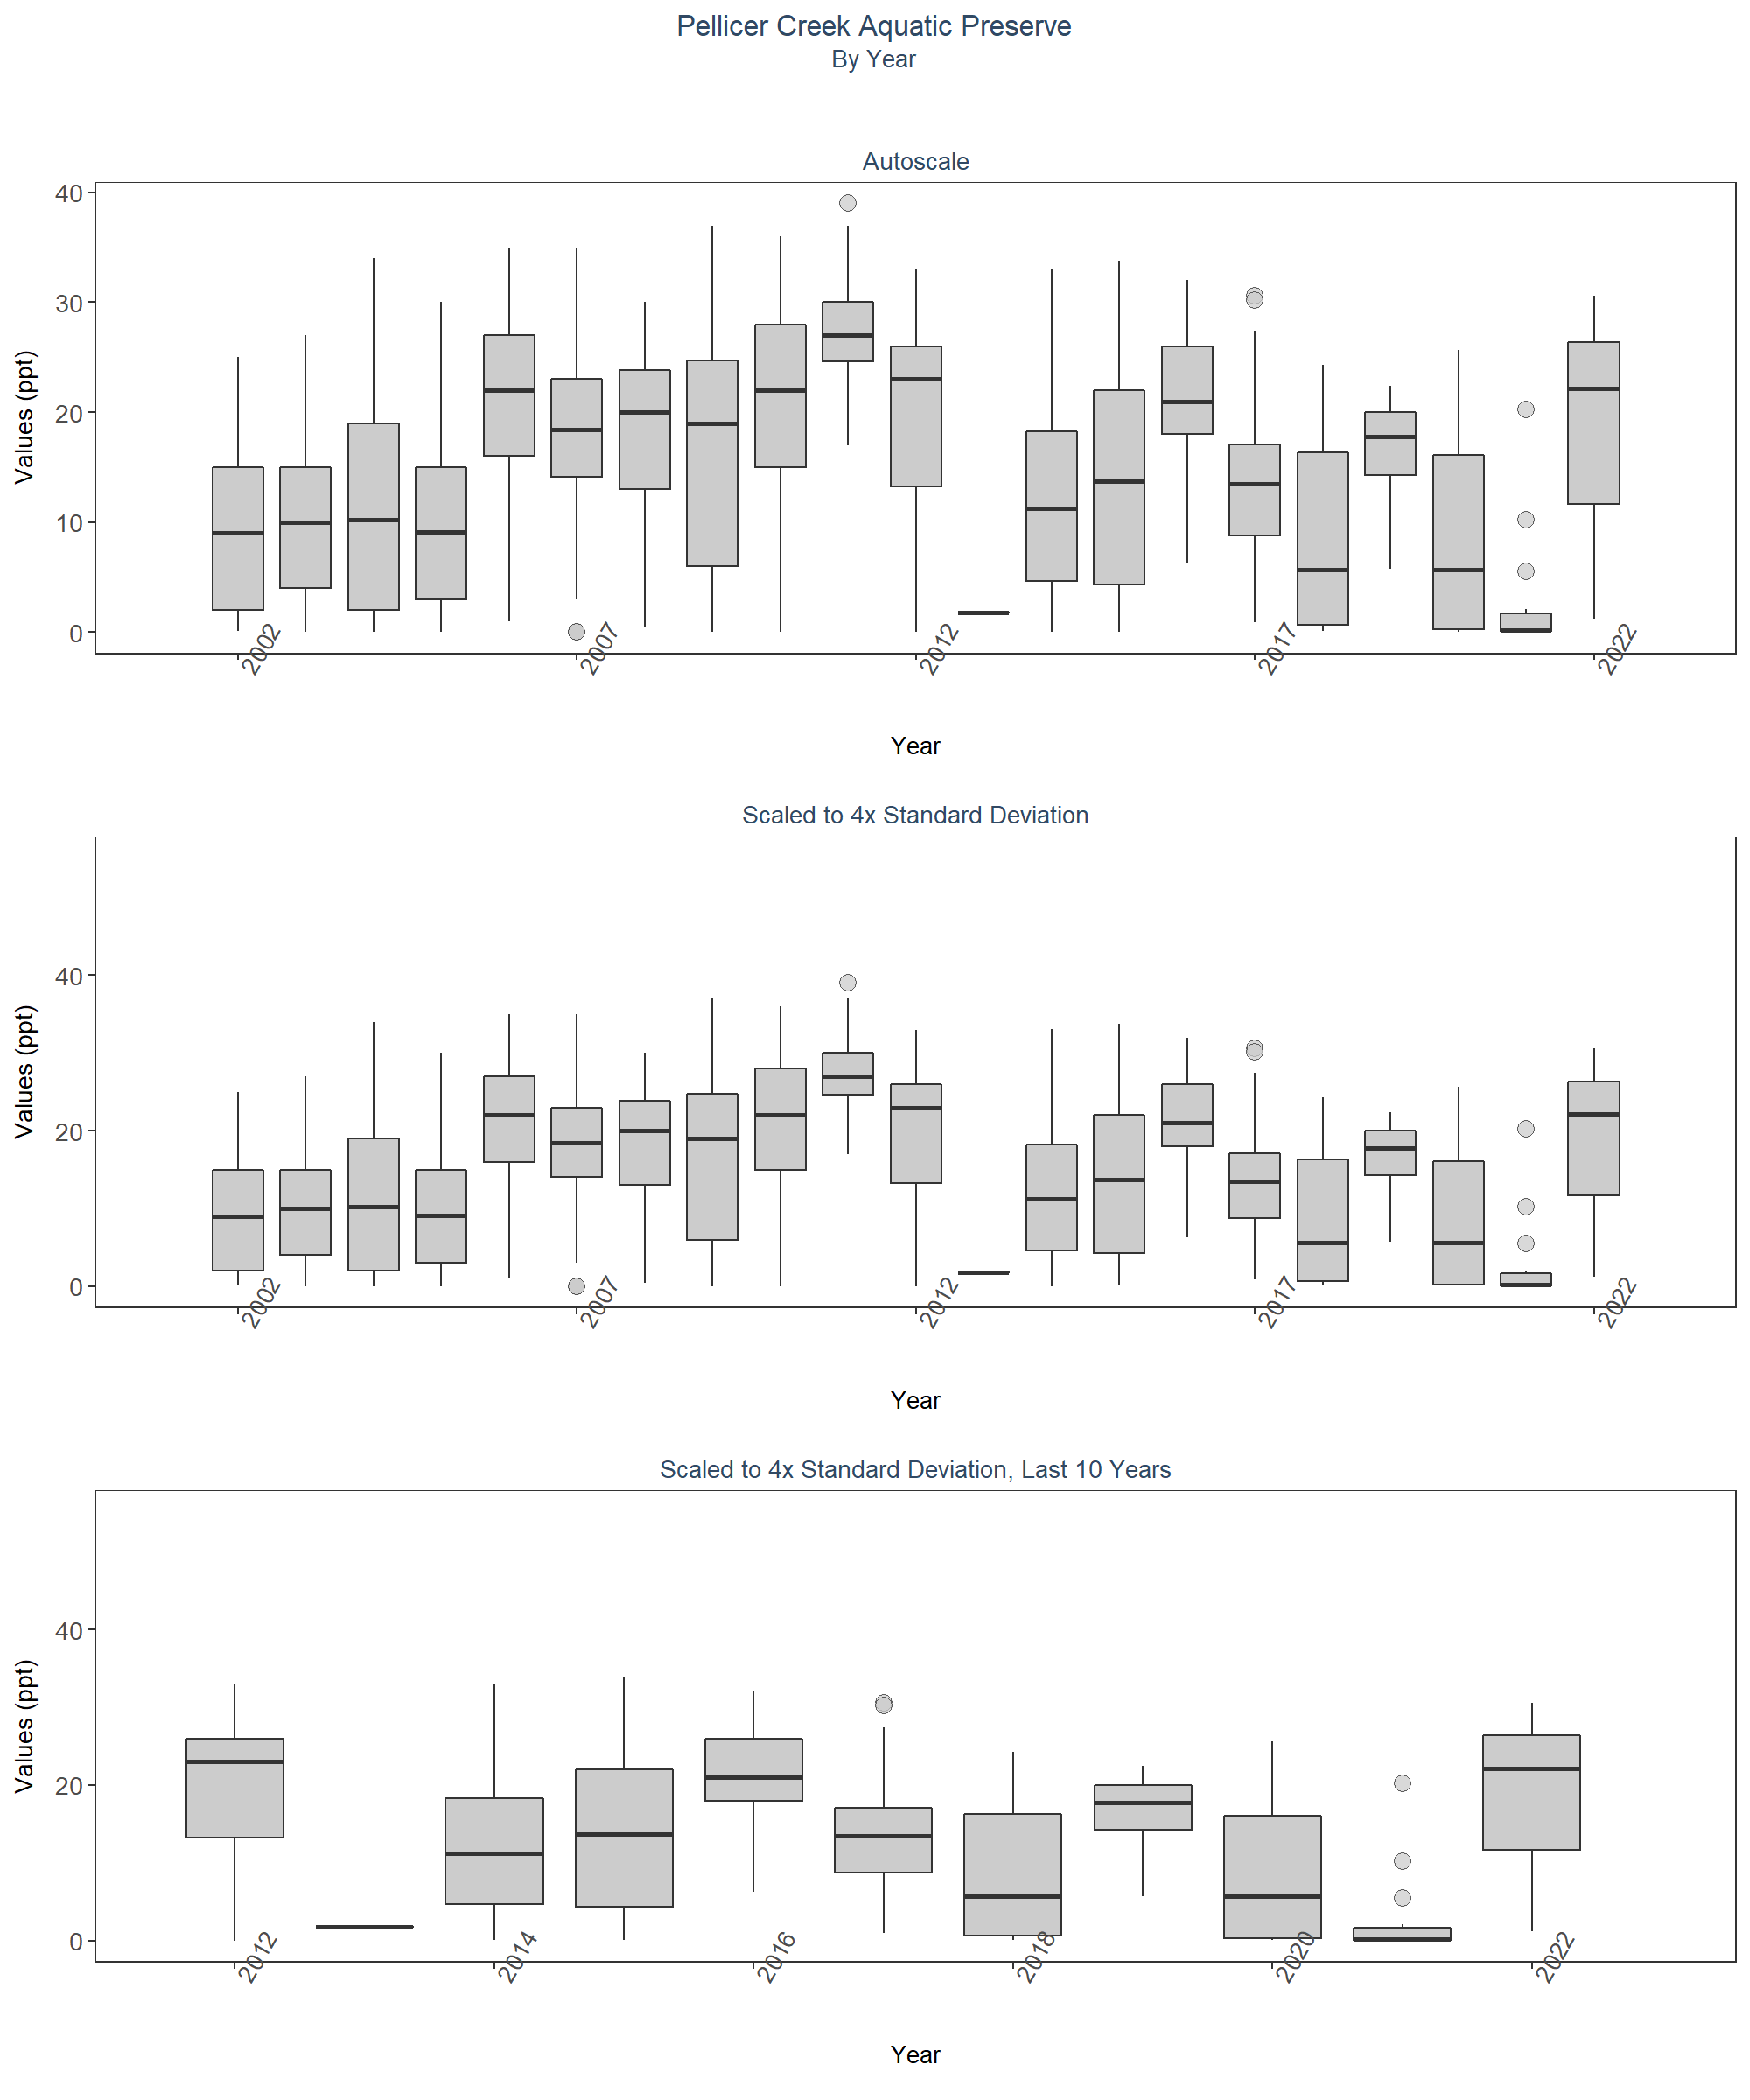 Pellicer Creek Aquatic Preserve
By Year
Autoscale
Values (ppt)
40
30
20
10
0
2002 2007 2012 2017 2022
Year
Scaled to 4x Standard Deviation
Values (ppt)
40
20
0
2002 2007 2012 2017 2022
Year
Scaled to 4x Standard Deviation, Last 10 Years
Values (ppt)
40
20
0
2012 2014 2016 2018 2020 2022
Year